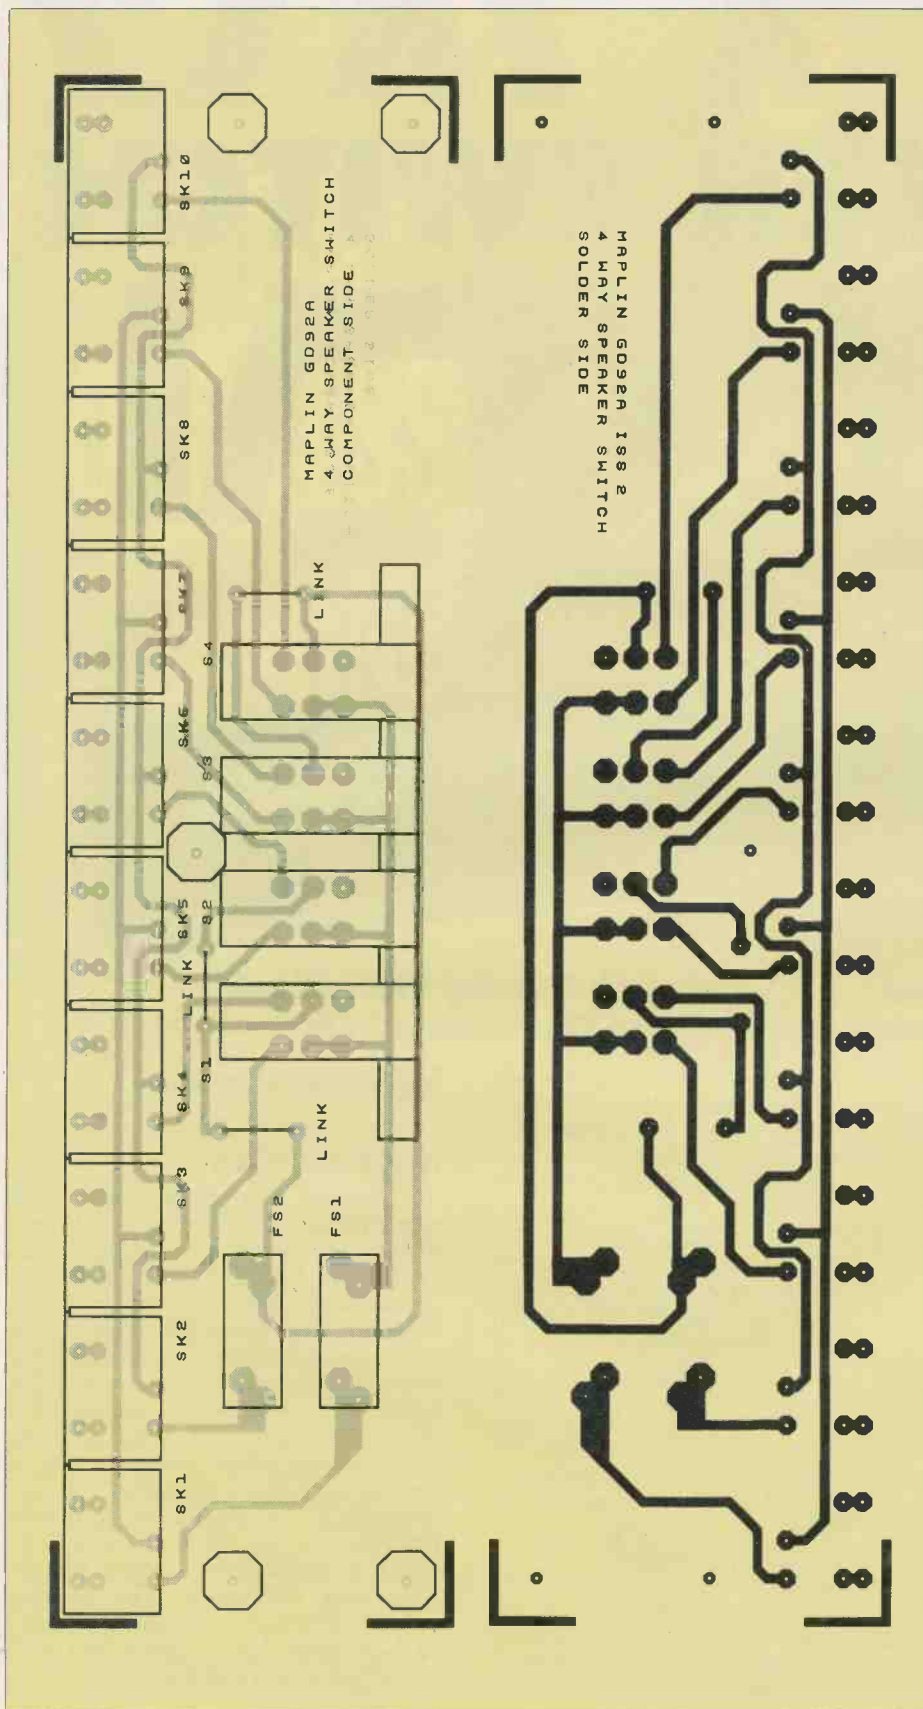 SK10
SK9
SK8
SK7
SK6
SK5
SK4
SK3
SK2
SK1
MAPLIN GD92A
4 WAY SPEAKER SWITCH
COMPONENT SIDE
LINK
S4
S3
S2
LINK
S1
LINK
FS2
FS1
MAPLIN GD92A ISS 2
4 WAY SPEAKER SWITCH
SOLDER SIDE